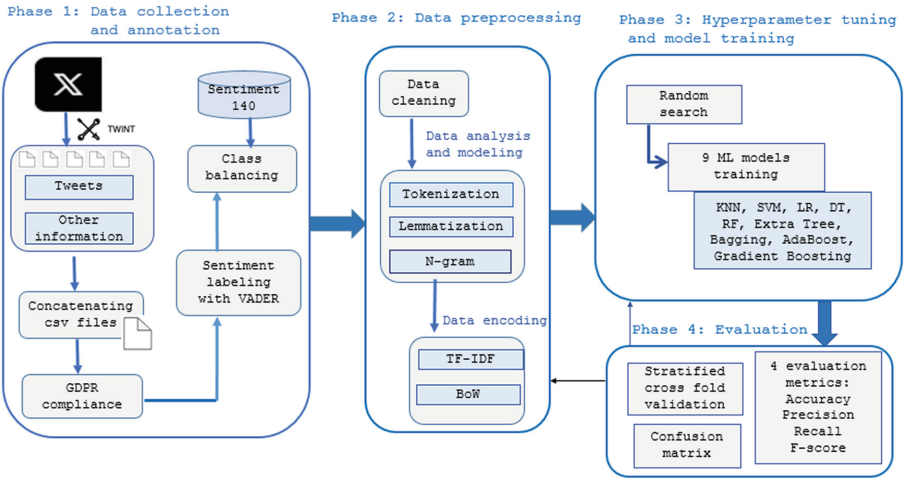 Phase 1: Data collection
and annotation
TWINT
Tweets
Other
information
Concatenating
csv files
GDPR
compliance
Sentiment
140
Class
balancing
Sentiment
labeling
with VADER
Phase 2: Data preprocessing
Data
cleaning
Data analysis
and modeling
Tokenization
Lemmatization
N-gram
Data encoding
TF-IDF
BoW
Phase 3: Hyperparameter tuning
and model training
Random
search
9 ML models
training
KNN, SVM, LR, DT,
RF, Extra Tree,
Bagging, AdaBoost,
Gradient Boosting
Phase 4: Evaluation
Stratified
cross fold
validation
Confusion
matrix
4 evaluation
metrics:
Accuracy
Precision
Recall
F-score